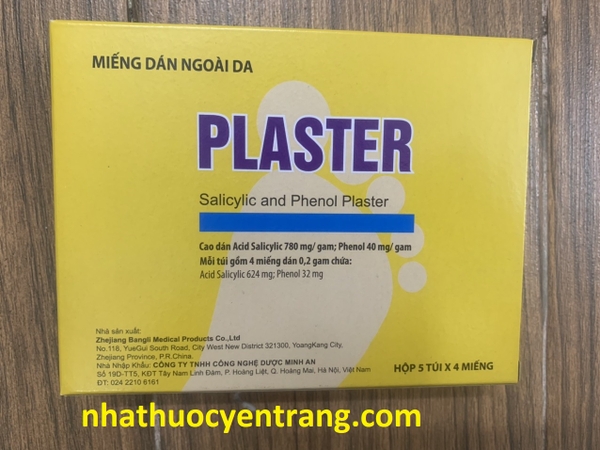 MIẾNG DÁN NGOÀI DA
PLASTER
Salicylic and Phenol Plaster
Cao dán Acid Salicylic 780 mg/ gam; Phenol 40 mg/ gam
Mỗi túi gồm 4 miếng dán 0,2 gam chứa:
Acid Salicylic 624 mg; Phenol 32 mg
Nhà sản xuất:
Zhejiang Bangli Medical Products Co.,Ltd
No.116, YueGui South Road, City West New District 321300, YoangKang City,
Zhejiang Province, P.R.China.
Nhà Nhập Khẩu: CÔNG TY TNHH CÔNG NGHỆ DƯỢC MINH AN
Số 19D-TT5, KĐT Tây Nam Linh Đàm, P. Hoàng Liệt, Q. Hoàng Mai, Hà Nội, Việt Nam
ĐT: 024 2210 6161
HỘP 5 TÚI X 4 MIẾNG
nhathuocyentrang.com